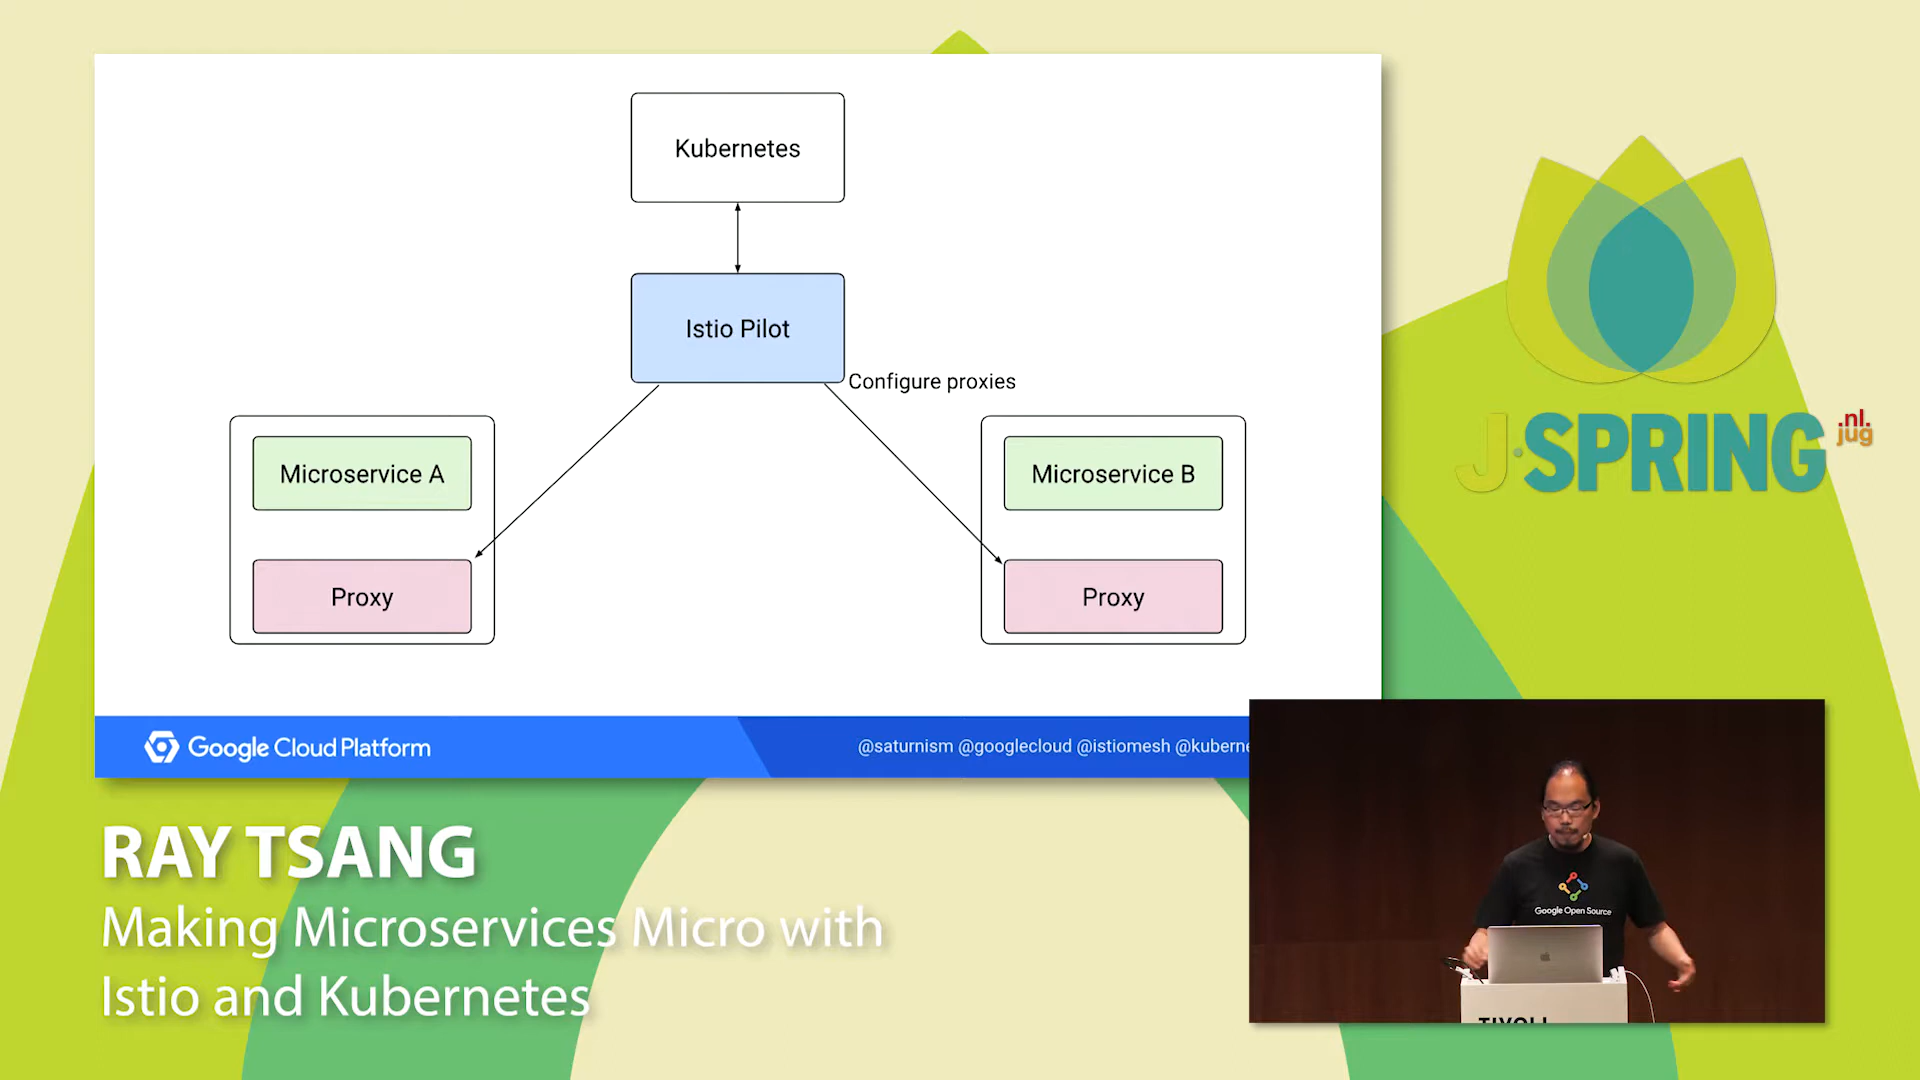 Kubernetes
Istio Pilot
Configure proxies
Microservice A
Microservice B
Proxy
Proxy
Google Cloud Platform
@saturnism @googlecloud @istiomesh
J·SPRING
.nl.
jug
Google Open Source
TIVOLI
RAY TSANG
Making Microservices Micro with
Istio and Kubernetes